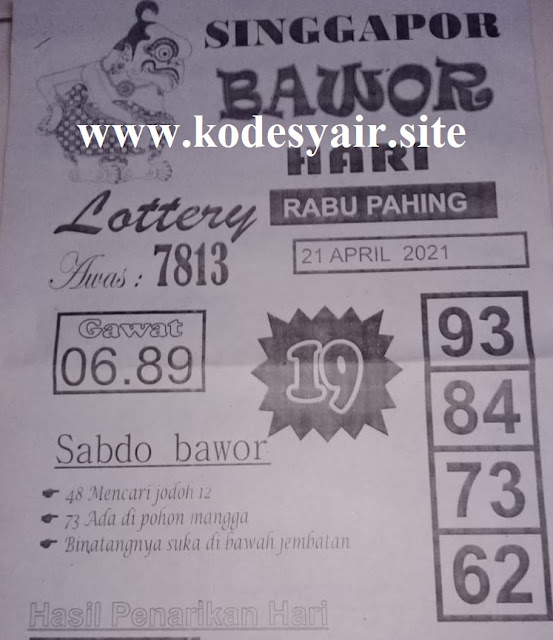 SINGGAPOR
BAWOR
www.kodesyair.site
HARI
Lottery
RABU PAHING
Awas : 7813
21 APRIL 2021
Gawat
06.89
19
93
84
73
62
Sabdo bawor
48 Mencari jodoh 12
73 Ada di pohon mangga
Binatangnya suka di bawah jembatan
Hasil Penarikan Hari